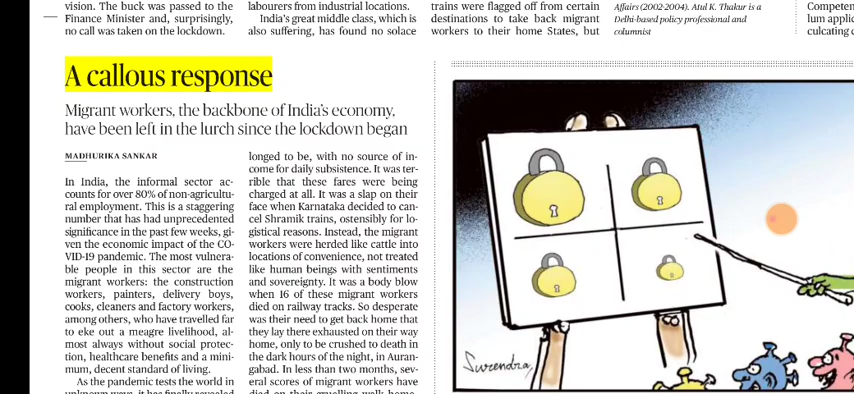 vision. The buck was passed to the
Finance Minister and, surprisingly,
no call was taken on the lockdown.
labourers from industrial locations.
India's great middle class, which is
also suffering, has found no solace
trains were flagged off from certain
destinations to take back migrant
workers to their home States, but
Affairs (2002-2004). Atul K. Thakur is a
Delhi-based policy professional and
columnist
Competen
lum applic
culcating c
A callous response
Migrant workers, the backbone of India's economy,
have been left in the lurch since the lockdown began
MADHURIKA SANKAR
In India, the informal sector ac-
counts for over 80% of non-agricultu-
ral employment. This is a staggering
number that has had unprecedented
significance in the past few weeks, gi-
ven the economic impact of the CO-
VID-19 pandemic. The most vulnera-
ble people in this sector are the
migrant workers: the construction
workers, painters, delivery boys,
cooks, cleaners and factory workers,
among others, who have travelled far
to eke out a meagre livelihood, al-
most always without social protec-
tion, healthcare benefits and a mini-
mum, decent standard of living.
As the pandemic tests the world in
unknown ways, it has finally revealed
longed to be, with no source of in-
come for daily subsistence. It was ter-
rible that these fares were being
charged at all. It was a slap on their
face when Karnataka decided to can-
cel Shramik trains, ostensibly for lo-
gistical reasons. Instead, the migrant
workers were herded like cattle into
locations of convenience, not treated
like human beings with sentiments
and sovereignty. It was a body blow
when 16 of these migrant workers
died on railway tracks. So desperate
was their need to get back home that
they lay there exhausted on their way
home, only to be crushed to death in
the dark hours of the night, in Auran-
gabad. In less than two months, sev-
eral scores of migrant workers have
died on their gruelling walk home
Surendra